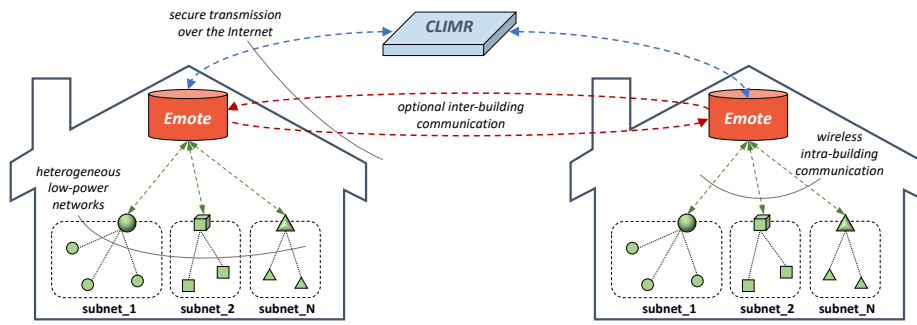 secure transmission
over the Internet
CLIMR
Emote
optional inter-building
communication
Emote
wireless
intra-building
communication
heterogeneous
low-power
networks
subnet_1
subnet_2
subnet_N
subnet_1
subnet_2
subnet_N